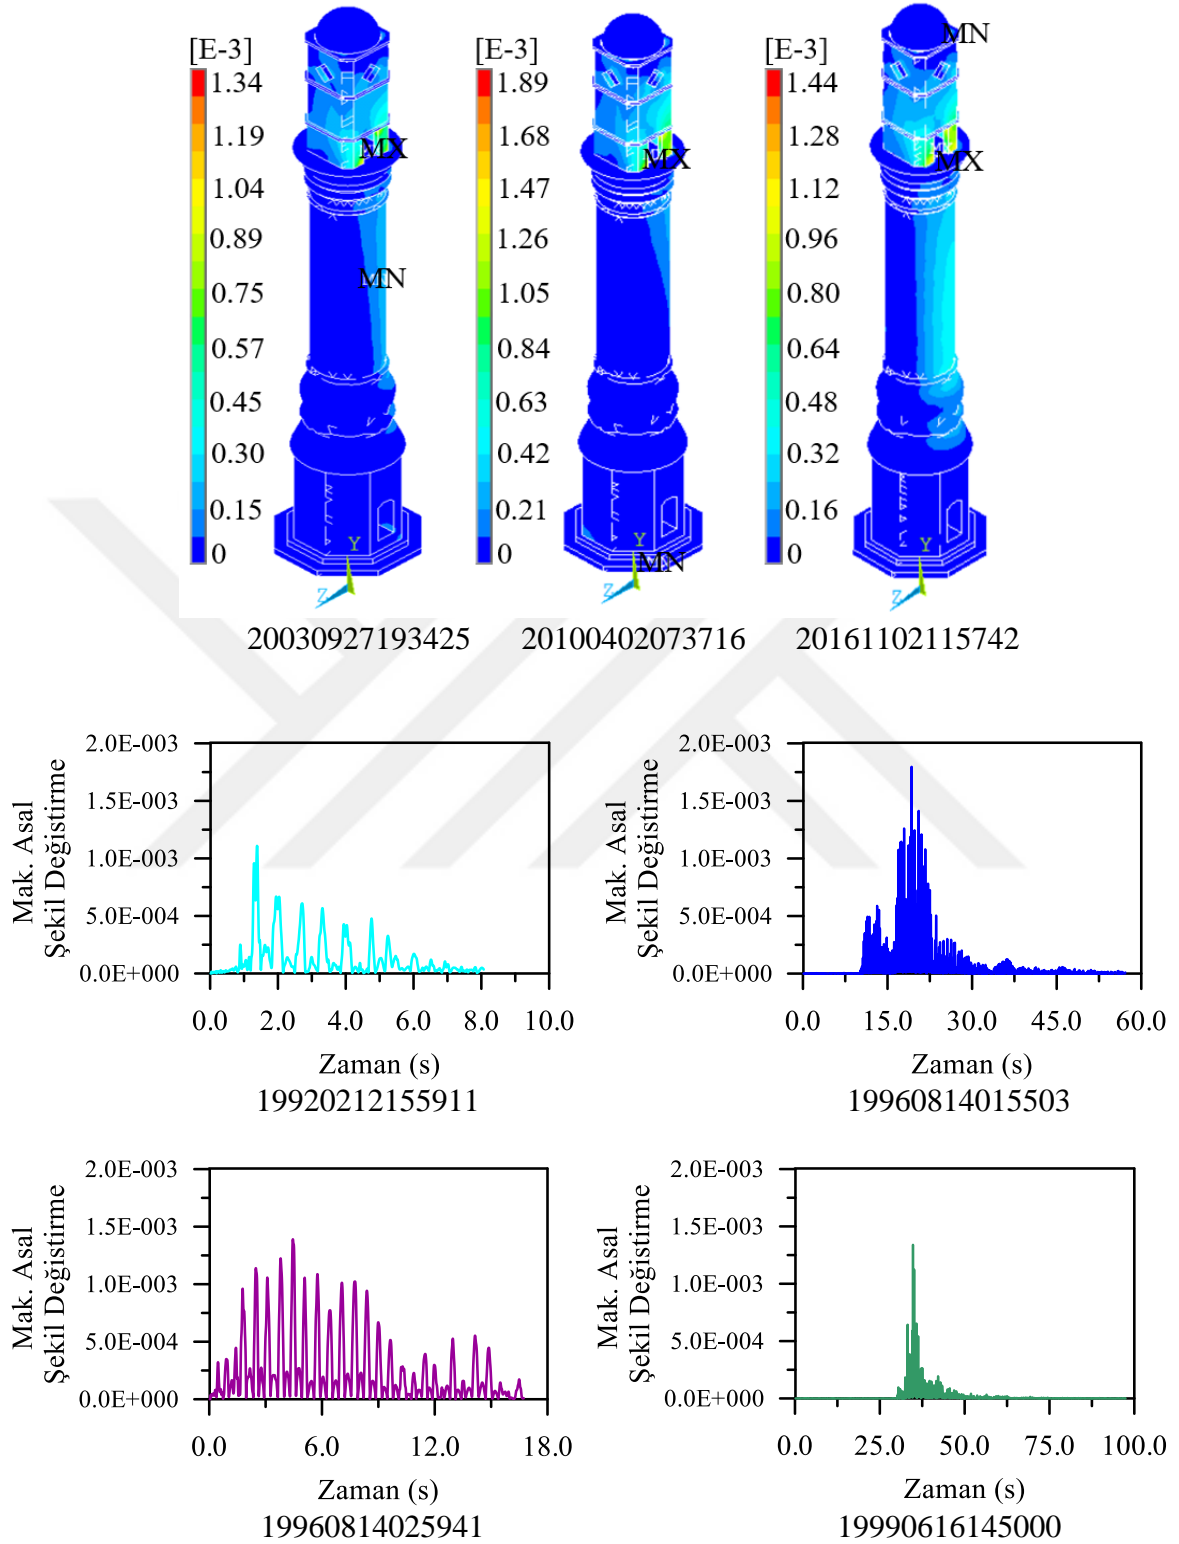 [E-3]
1.34
1.19
1.04
0.89
0.75
0.57
0.45
0.30
0.15
0
MX
MN
Y
Z
20030927193425
[E-3]
1.89
1.68
1.47
1.26
1.05
0.84
0.63
0.42
0.21
0
MX
Y
MN
Z
20100402073716
[E-3]
1.44
1.28
1.12
0.96
0.80
0.64
0.48
0.32
0.16
0
MN
MX
Y
Z
20161102115742
Mak. Asal
Şekil Değiştirme
2.0E-003
1.5E-003
1.0E-003
5.0E-004
0.0E+000
0.0 2.0 4.0 6.0 8.0 10.0
Zaman (s)
19920212155911
Mak. Asal
Şekil Değiştirme
2.0E-003
1.5E-003
1.0E-003
5.0E-004
0.0E+000
0.0 15.0 30.0 45.0 60.0
Zaman (s)
19960814015503
Mak. Asal
Şekil Değiştirme
2.0E-003
1.5E-003
1.0E-003
5.0E-004
0.0E+000
0.0 6.0 12.0 18.0
Zaman (s)
19960814025941
Mak. Asal
Şekil Değiştirme
2.0E-003
1.5E-003
1.0E-003
5.0E-004
0.0E+000
0.0 25.0 50.0 75.0 100.0
Zaman (s)
19990616145000